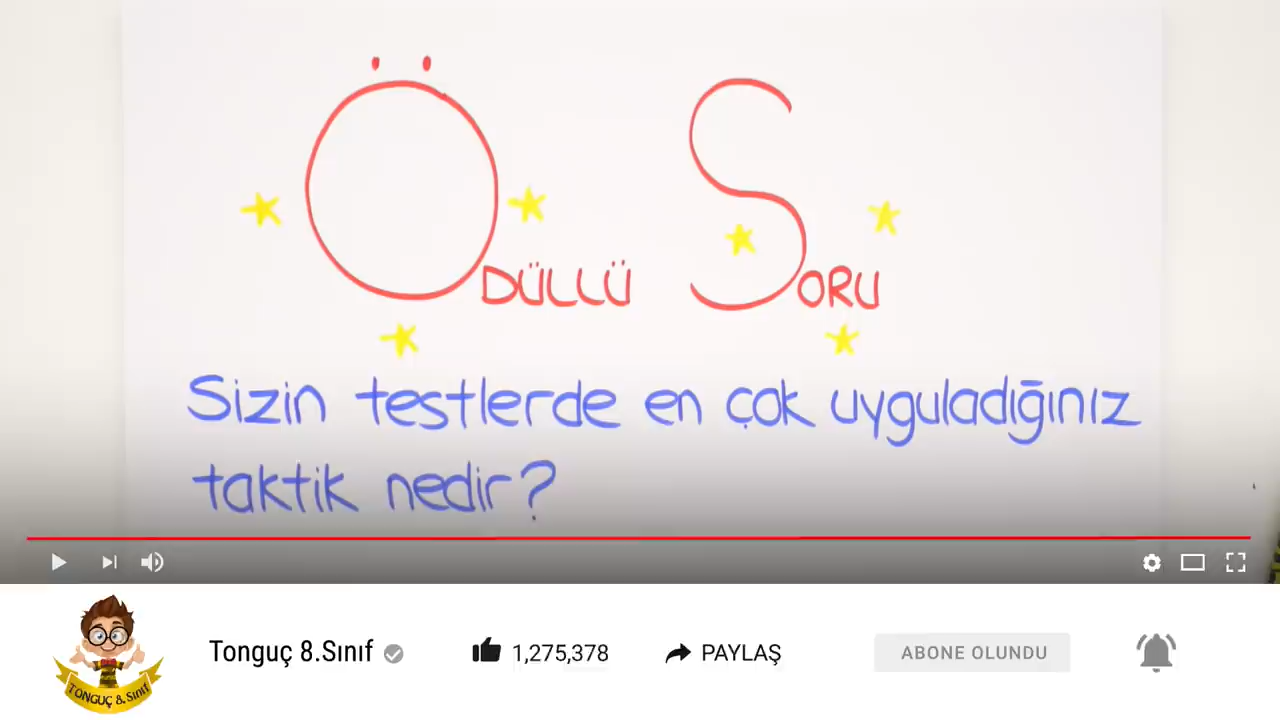 ÖDÜLLÜ SORU
Sizin testlerde en çok uyguladığınız
taktik nedir?
TONGUÇ 8. Sınıf
Tonguç 8.Sınıf
1,275,378
PAYLAŞ
ABONE OLUNDU